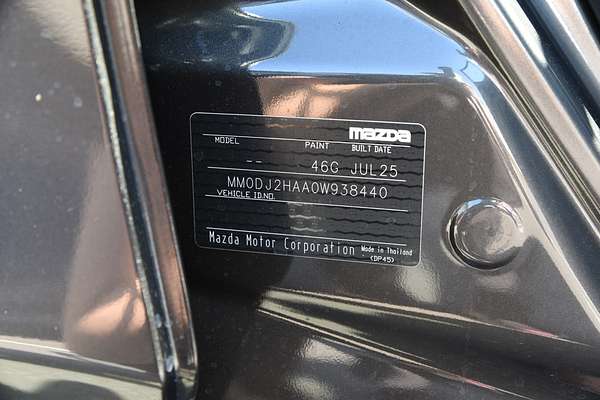 mazda
MODEL PAINT BUILT DATE
-- 46G JUL25
MM0DJ2HAA0W938440
VEHICLE ID.NO.
Mazda Motor Corporation Made in Thailand
(DP45)